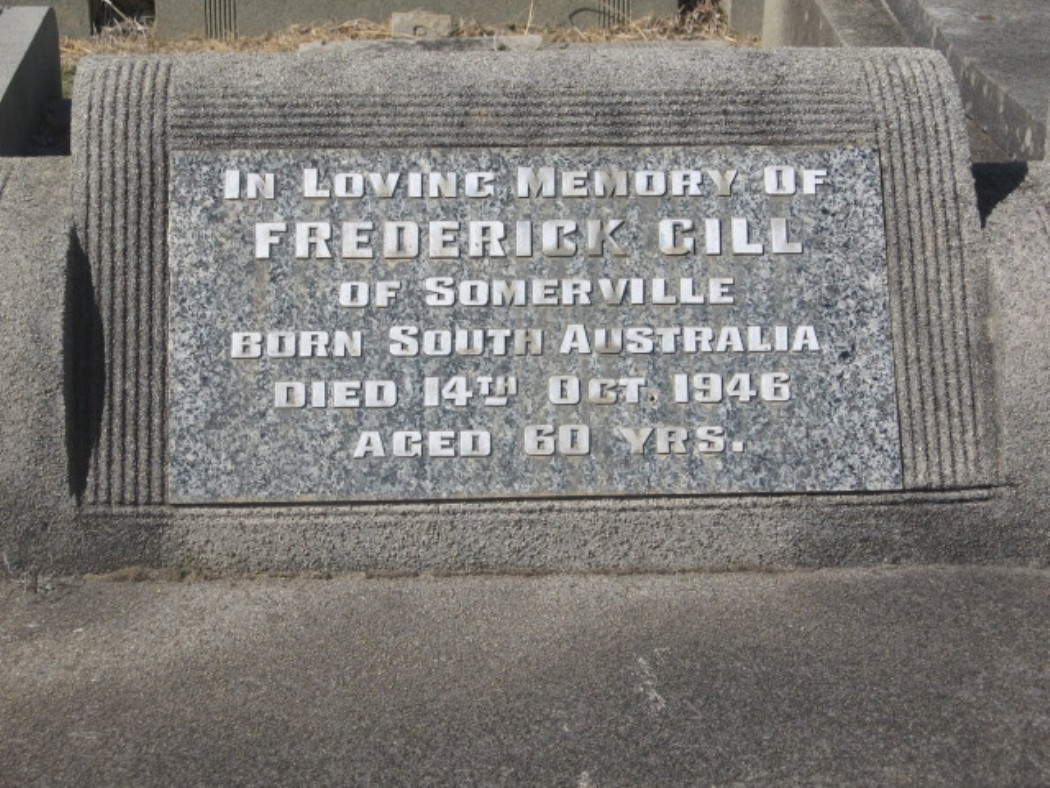 IN LOVING MEMORY OF
FREDERICK GILL
OF SOMERVILLE
BORN SOUTH AUSTRALIA
DIED 14TH OCT. 1946
AGED 60 YRS.